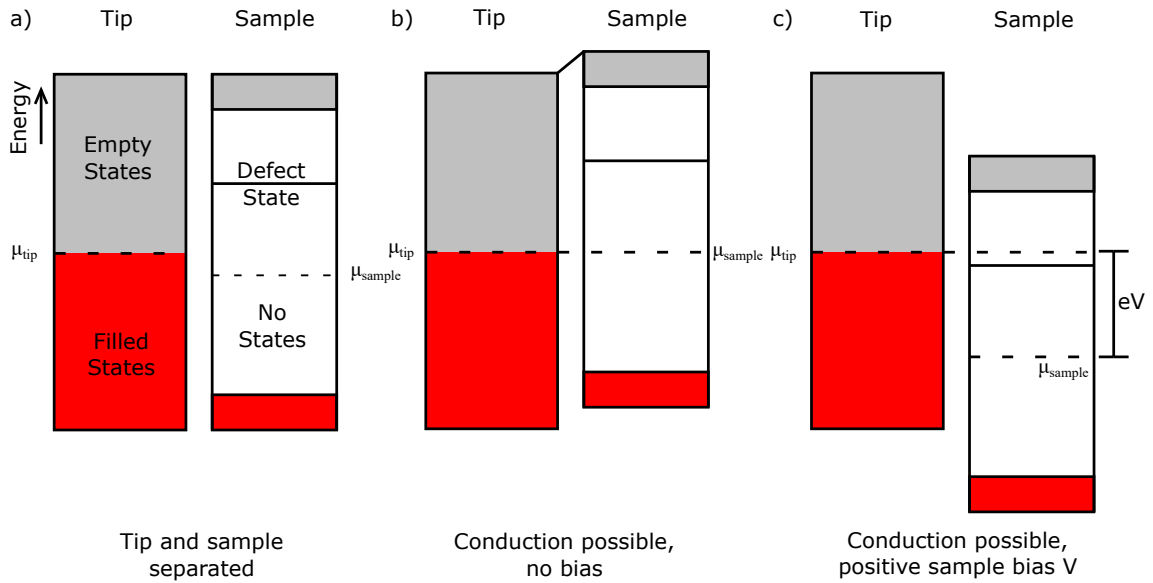 a)
Tip
Sample
b)
Tip
Sample
c)
Tip
Sample
Energy
Empty
States
Defect
State
μtip
μsample
No
States
Filled
States
μtip
μsample
μtip
eV
μsample
Tip and sample
separated
Conduction possible,
no bias
Conduction possible,
positive sample bias V